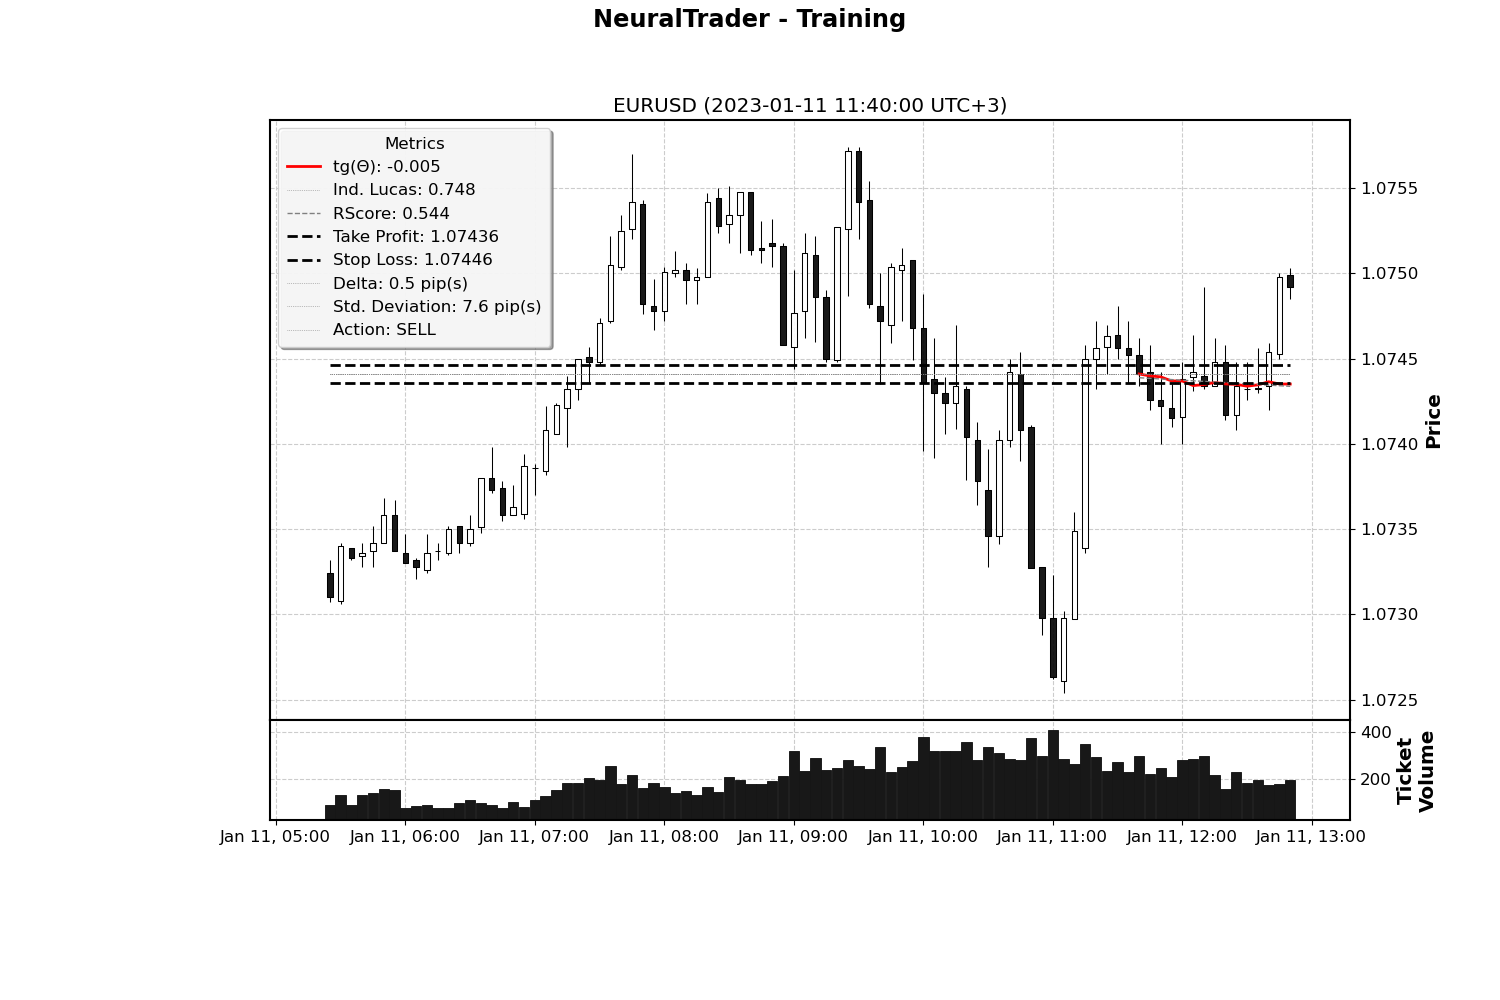 NeuralTrader - Training
EURUSD (2023-01-11 11:40:00 UTC+3)
Metrics
tg(Θ): -0.005
Ind. Lucas: 0.748
RScore: 0.544
Take Profit: 1.07436
Stop Loss: 1.07446
Delta: 0.5 pip(s)
Std. Deviation: 7.6 pip(s)
Action: SELL
1.0755
1.0750
1.0745
1.0740
1.0735
1.0730
1.0725
Price
400
200
Ticket
Volume
Jan 11, 05:00
Jan 11, 06:00
Jan 11, 07:00
Jan 11, 08:00
Jan 11, 09:00
Jan 11, 10:00
Jan 11, 11:00
Jan 11, 12:00
Jan 11, 13:00